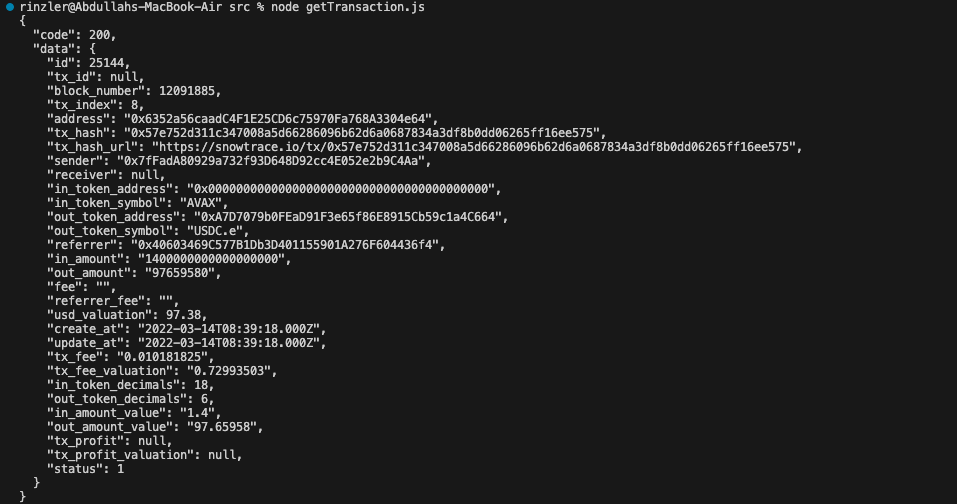 rinzler@Abdullahs-MacBook-Air src % node getTransaction.js
{
  "code": 200,
  "data": {
    "id": 25144,
    "tx_id": null,
    "block_number": 12091885,
    "tx_index": 8,
    "address": "0x6352a56caadC4F1E25CD6c75970Fa768A3304e64",
    "tx_hash": "0x57e752d311c347008a5d66286096b62d6a0687834a3df8b0dd06265ff16ee575",
    "tx_hash_url": "https://snowtrace.io/tx/0x57e752d311c347008a5d66286096b62d6a0687834a3df8b0dd06265ff16ee575",
    "sender": "0x7fFadA80929a732f93D648D92cc4E052e2b9C4Aa",
    "receiver": null,
    "in_token_address": "0x0000000000000000000000000000000000000000",
    "in_token_symbol": "AVAX",
    "out_token_address": "0xA7D7079b0FEaD91F3e65f86E8915Cb59c1a4C664",
    "out_token_symbol": "USDC.e",
    "referrer": "0x40603469C577B1Db3D401155901A276F604436f4",
    "in_amount": "1400000000000000000",
    "out_amount": "97659580",
    "fee": "",
    "referrer_fee": "",
    "usd_valuation": 97.38,
    "create_at": "2022-03-14T08:39:18.000Z",
    "update_at": "2022-03-14T08:39:18.000Z",
    "tx_fee": "0.010181825",
    "tx_fee_valuation": "0.72993503",
    "in_token_decimals": 18,
    "out_token_decimals": 6,
    "in_amount_value": "1.4",
    "out_amount_value": "97.65958",
    "tx_profit": null,
    "tx_profit_valuation": null,
    "status": 1
  }
}